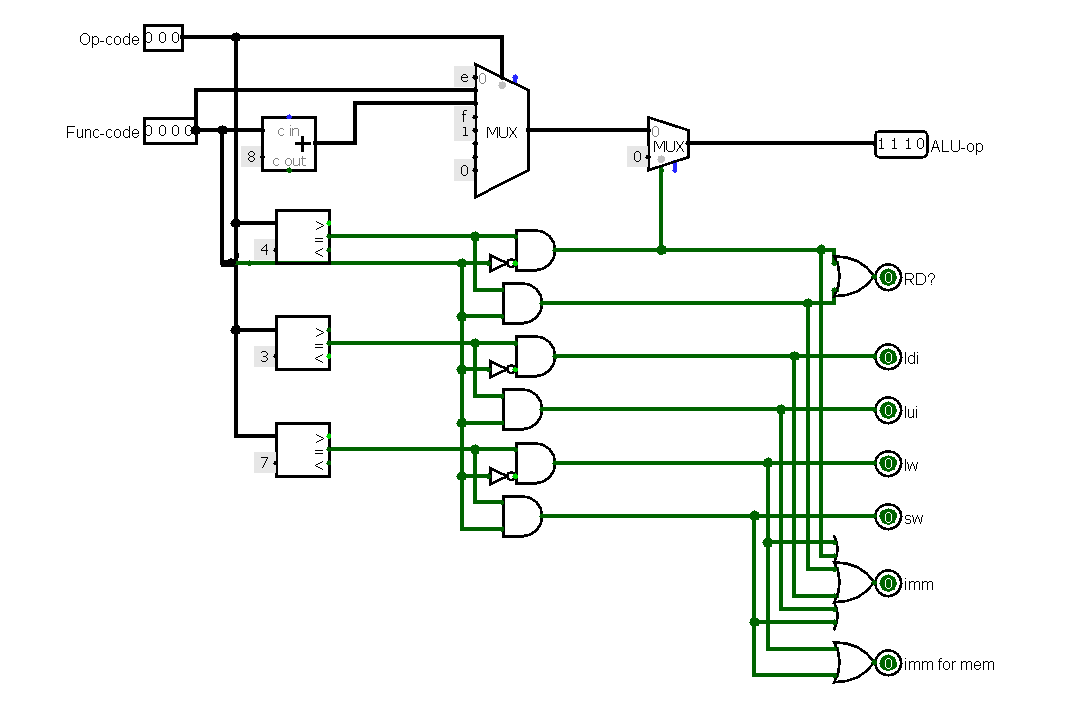 Op-code 0 0 0
e 0
Func-code 0 0 0 0
c in
f
1
MUX
0
MUX
1 1 1 0 ALU-op
8
+
c out
0
0
>
=
<
4
0 RD?
>
=
<
3
0 ldi
0 lui
>
=
<
7
0 lw
0 sw
0 imm
0 imm for mem